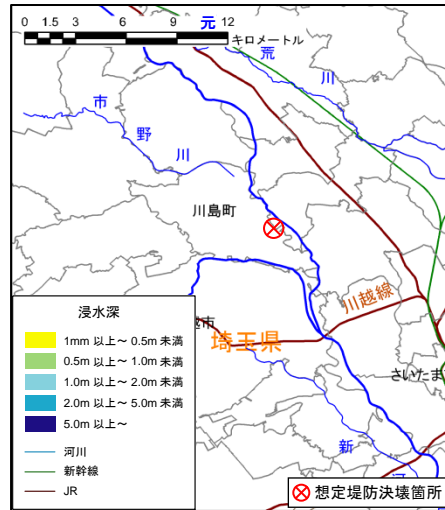 0 1.5 3 6 9 12
キロメートル
元
荒
川
市
野
川
川島町
川越線
埼玉県
越市
さいたま
新
河
浸水深
1mm 以上～ 0.5m 未満
0.5m 以上～ 1.0m 未満
1.0m 以上～ 2.0m 未満
2.0m 以上～ 5.0m 未満
5.0m 以上～
河川
新幹線
JR
想定堤防決壊箇所